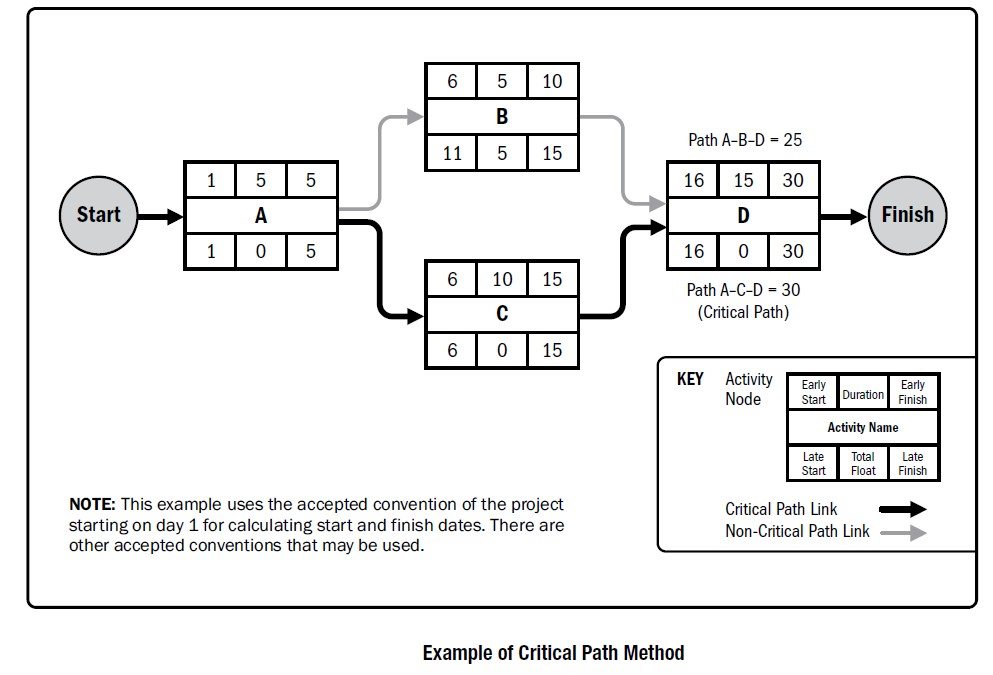 6 5 10
B
11 5 15
Path A–B–D = 25
1 5 5
A
1 0 5
Start
16 15 30
D
16 0 30
Finish
6 10 15
C
6 0 15
Path A–C–D = 30
(Critical Path)
KEY
Activity
Node
Early
Start
Duration
Early
Finish
Activity Name
Late
Start
Total
Float
Late
Finish
Critical Path Link
Non-Critical Path Link
NOTE: This example uses the accepted convention of the project
starting on day 1 for calculating start and finish dates. There are
other accepted conventions that may be used.
Example of Critical Path Method